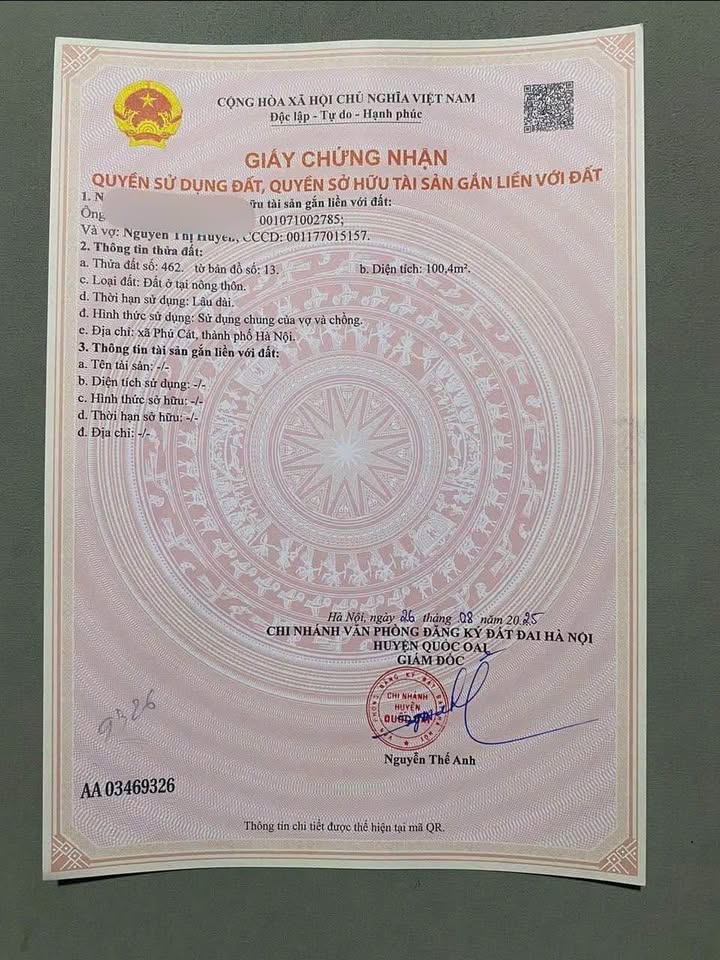 CỘNG HÒA XÃ HỘI CHỦ NGHĨA VIỆT NAM
Độc lập - Tự do - Hạnh phúc
GIẤY CHỨNG NHẬN
QUYỀN SỬ DỤNG ĐẤT, QUYỀN SỞ HỮU TÀI SẢN GẮN LIỀN VỚI ĐẤT
1. N hữu tài sản gắn liền với đất:
Ông 001071002785;
Và vợ: Nguyễn Thị Huyền, CCCD: 001177015157.
2. Thông tin thửa đất:
a. Thửa đất số: 462. tờ bản đồ số: 13. b. Diện tích: 100,4m².
c. Loại đất: Đất ở tại nông thôn.
d. Thời hạn sử dụng: Lâu dài.
đ. Hình thức sử dụng: Sử dụng chung của vợ và chồng.
e. Địa chỉ: xã Phú Cát, thành phố Hà Nội.
3. Thông tin tài sản gắn liền với đất:
a. Tên tài sản: -/-
b. Diện tích sử dụng: -/-
c. Hình thức sở hữu: -/-
d. Thời hạn sở hữu: -/-
đ. Địa chỉ: -/-
Hà Nội, ngày 26 tháng 08 năm 2025
CHI NHÁNH VĂN PHÒNG ĐĂNG KÝ ĐẤT ĐAI HÀ NỘI
HUYỆN QUỐC OAI
GIÁM ĐỐC
CHI NHÁNH
HUYỆN
Nguyễn Thế Anh
AA 03469326
Thông tin chi tiết được thể hiện tại mã QR.